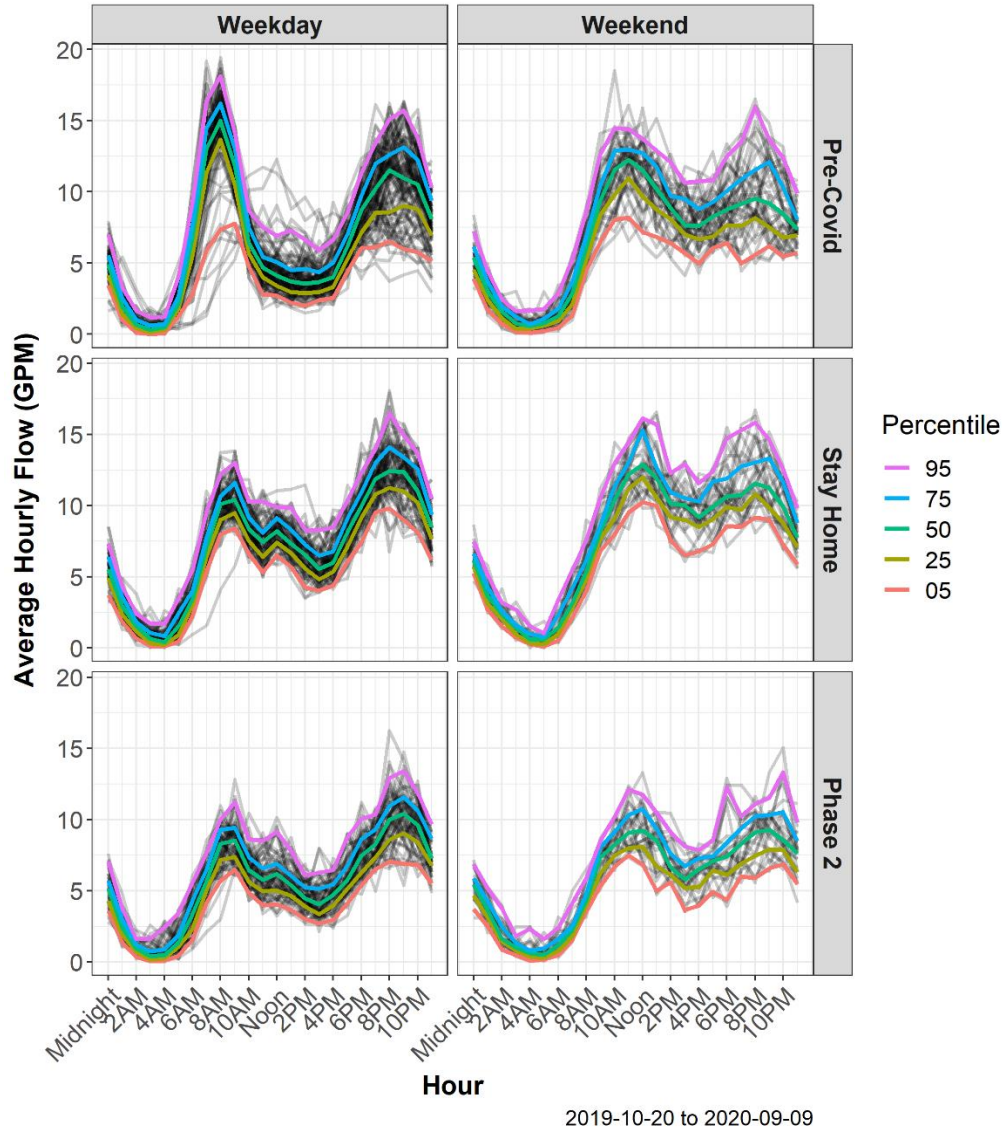 Weekday
Weekend
20
15
10
5
0
Pre-Covid
20
15
10
5
0
Stay Home
20
15
10
5
0
Phase 2
Average Hourly Flow (GPM)
Midnight
2AM
4AM
6AM
8AM
10AM
Noon
2PM
4PM
6PM
8PM
10PM
Midnight
2AM
4AM
6AM
8AM
10AM
Noon
2PM
4PM
6PM
8PM
10PM
Hour
Percentile
95
75
50
25
05
2019-10-20 to 2020-09-09